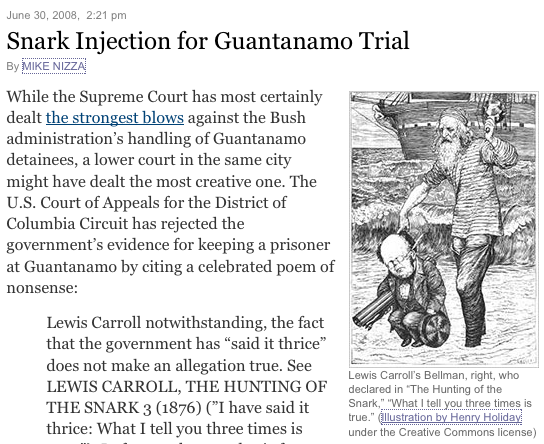 June 30, 2008, 2:21 pm
Snark Injection for Guantanamo Trial
By MIKE NIZZA
While the Supreme Court has most certainly
dealt the strongest blows against the Bush
administration's handling of Guantanamo
detainees, a lower court in the same city
might have dealt the most creative one. The
U.S. Court of Appeals for the District of
Columbia Circuit has rejected the
government's evidence for keeping a prisoner
at Guantanamo by citing a celebrated poem of
nonsense:
Lewis Carroll notwithstanding, the fact
that the government has “said it thrice”
does not make an allegation true. See
LEWIS CARROLL, THE HUNTING OF
THE SNARK 3 (1876) (”I have said it
thrice: What I tell you three times is
Lewis Carroll's Bellman, right, who
declared in “The Hunting of the
Snark,” “What I tell you three times is
true.” (Illustration by Henry Holiday
under the Creative Commons license)